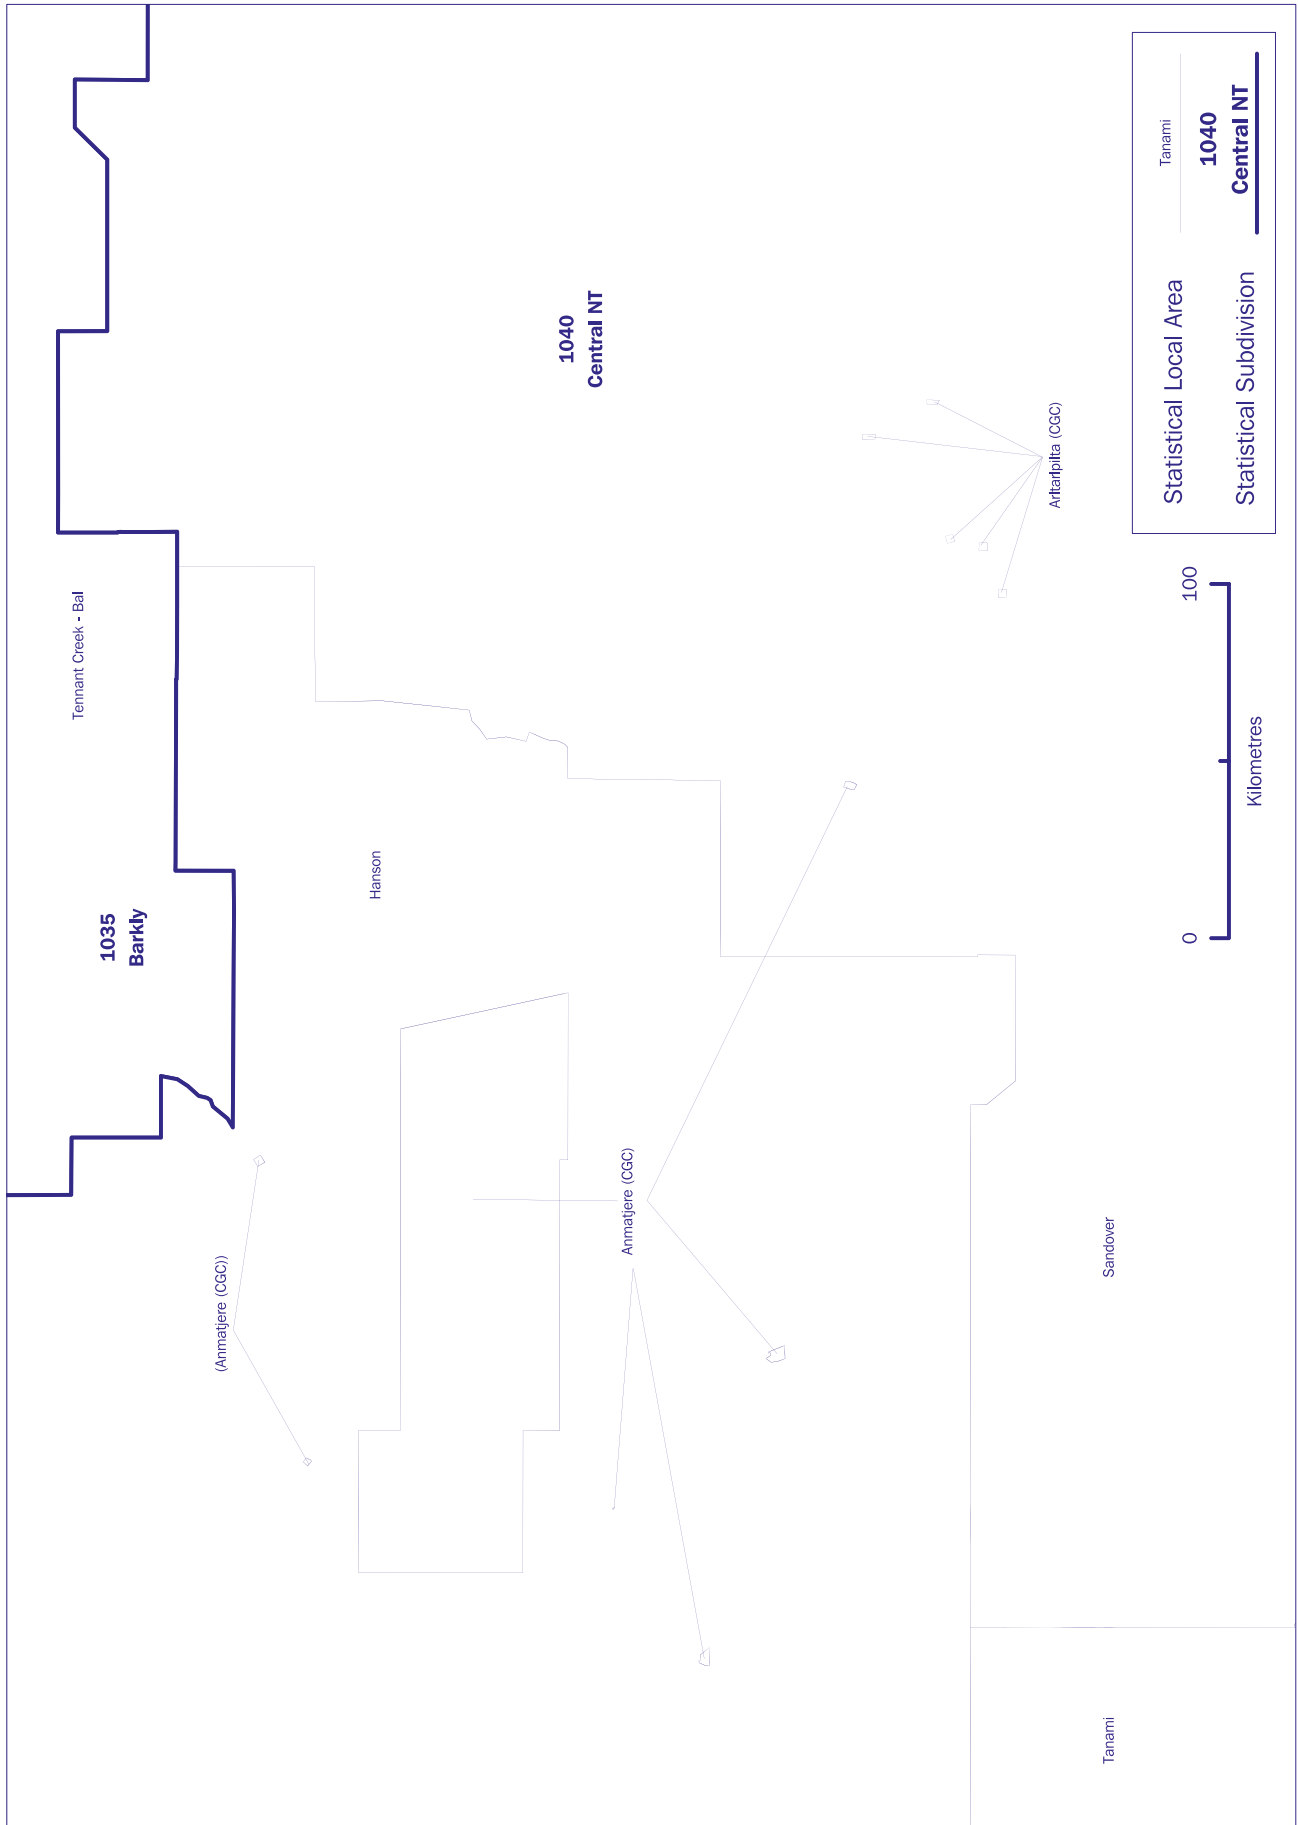 Tennant Creek - Bal
1035
Barkly
(Anmatjere (CGC))
Hanson
1040
Central NT
Anmatjere (CGC)
Arltarlpilta (CGC)
Sandover
Tanami
Statistical Local Area
Tanami
Statistical Subdivision
1040
Central NT
0
100
Kilometres